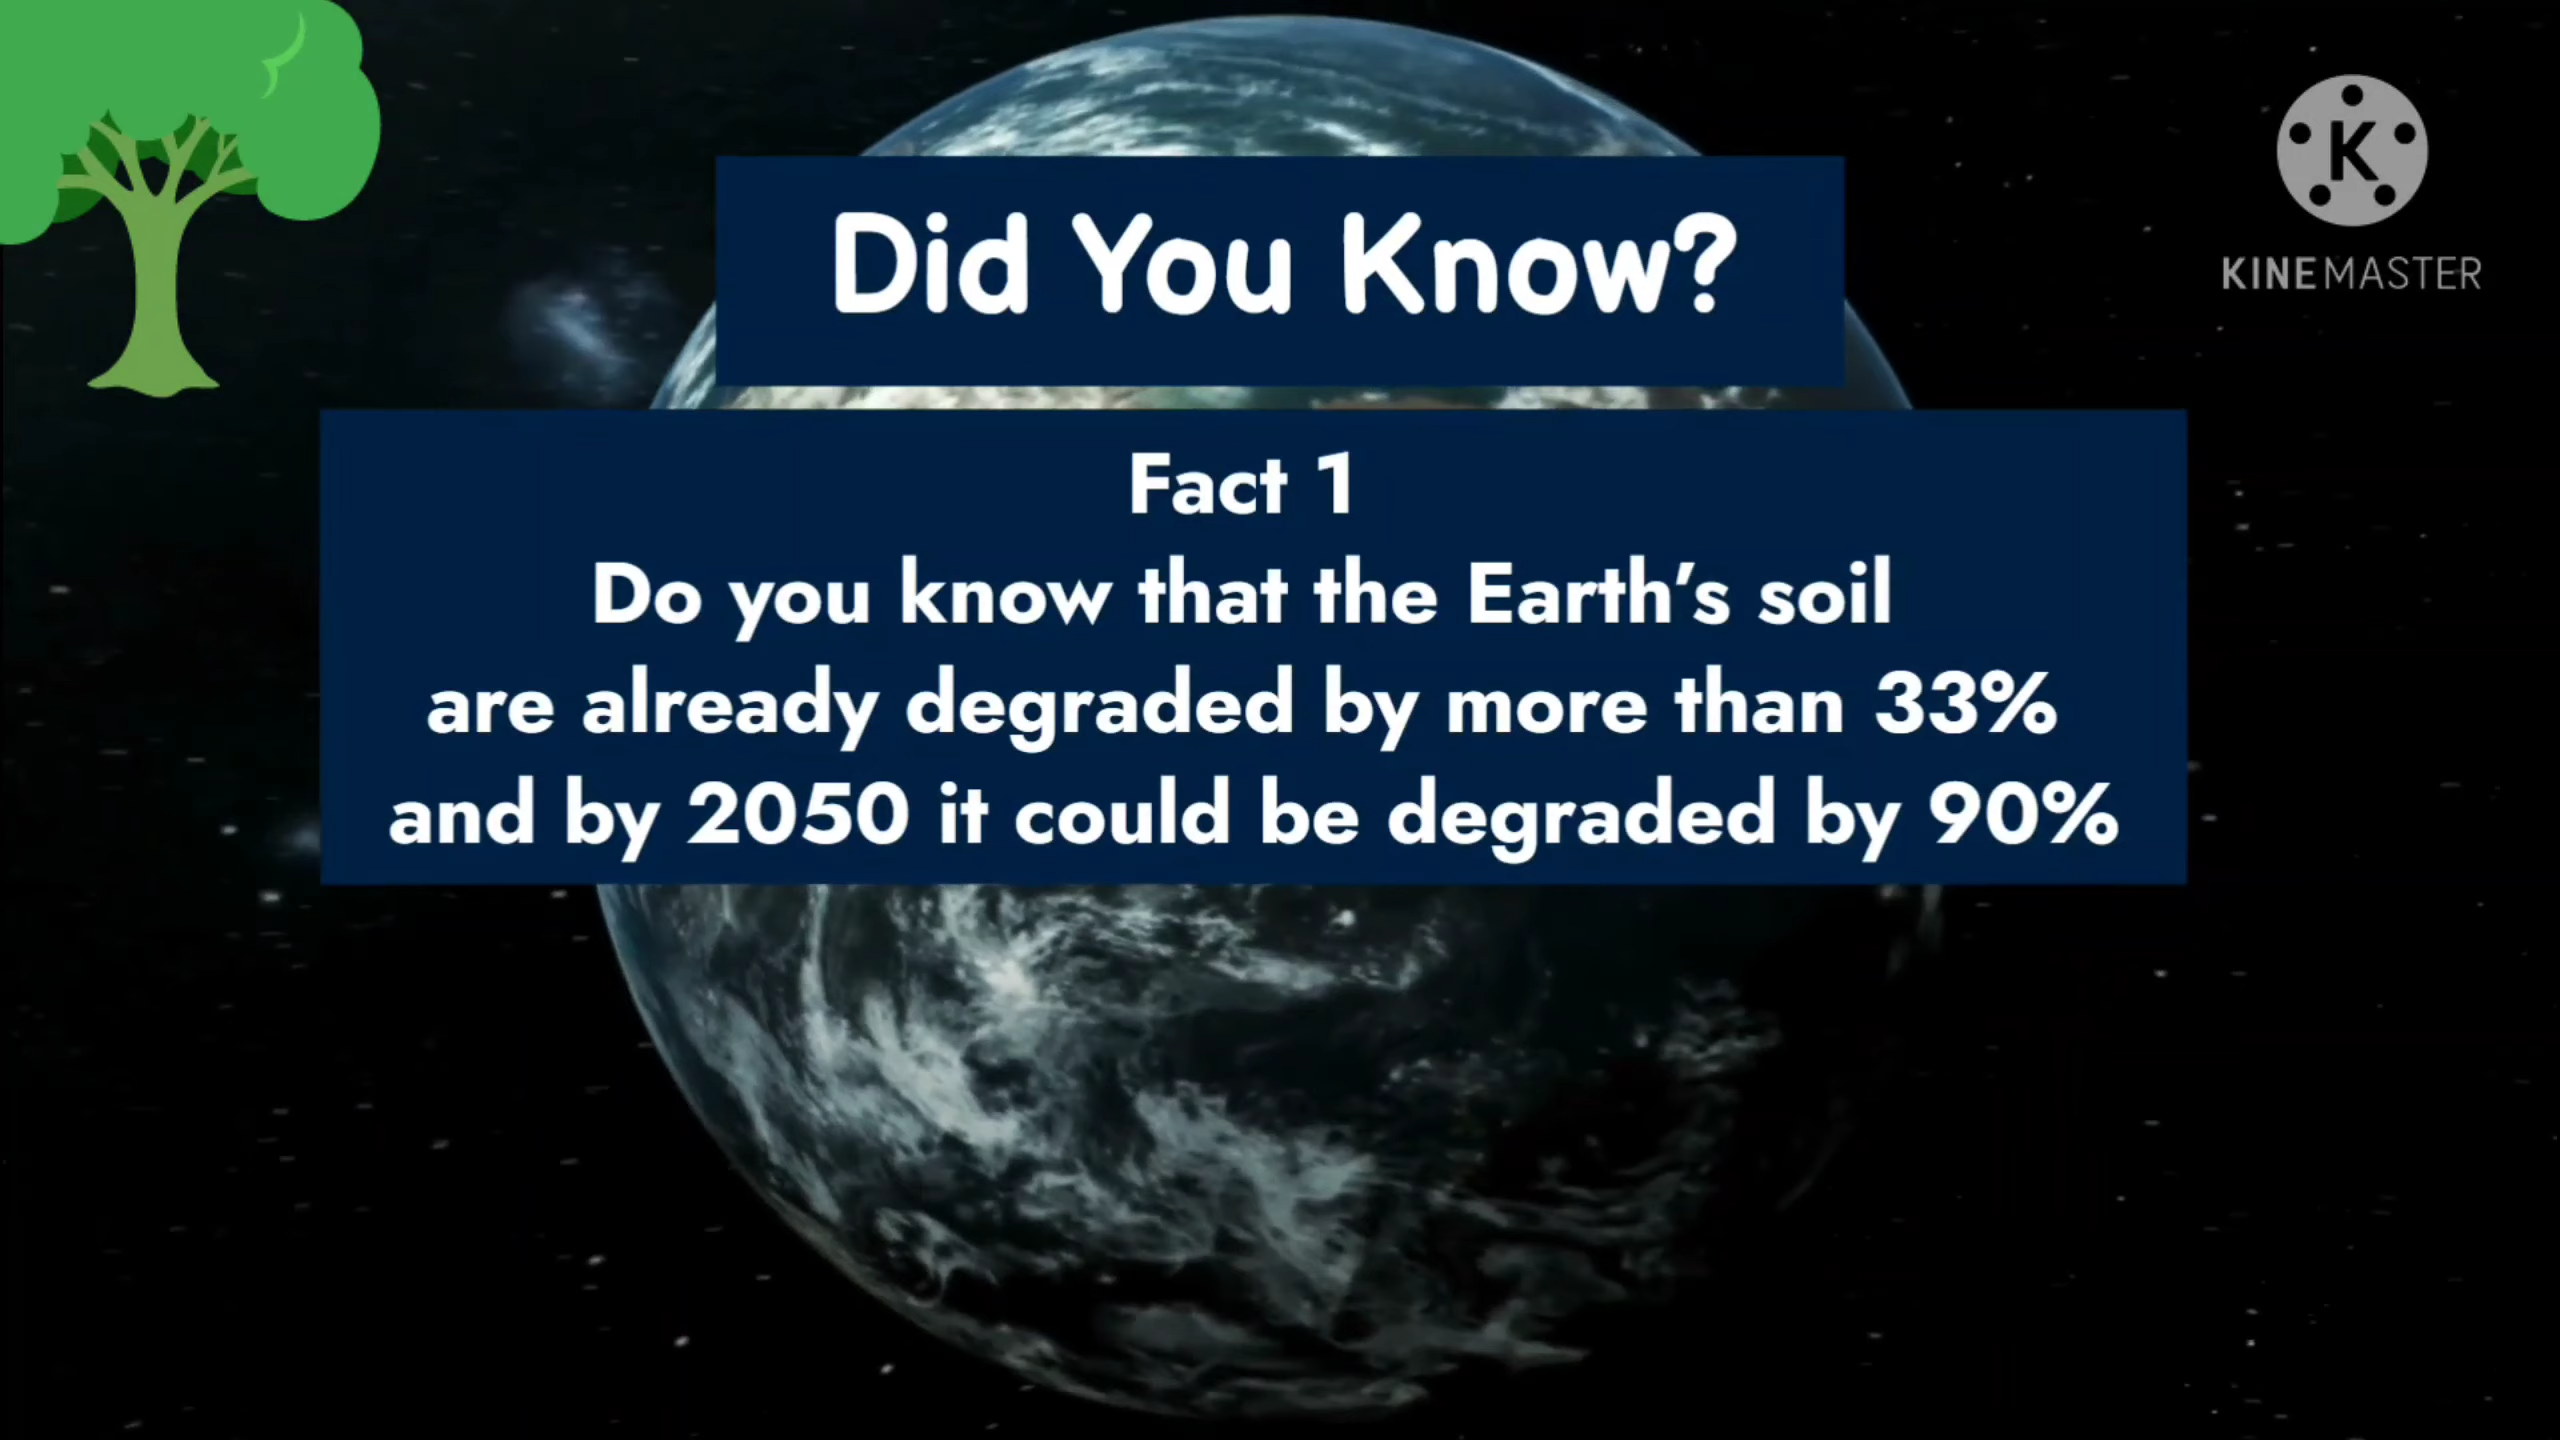 Did You Know?
K
KINEMASTER
Fact 1
Do you know that the Earth’s soil
are already degraded by more than 33%
and by 2050 it could be degraded by 90%